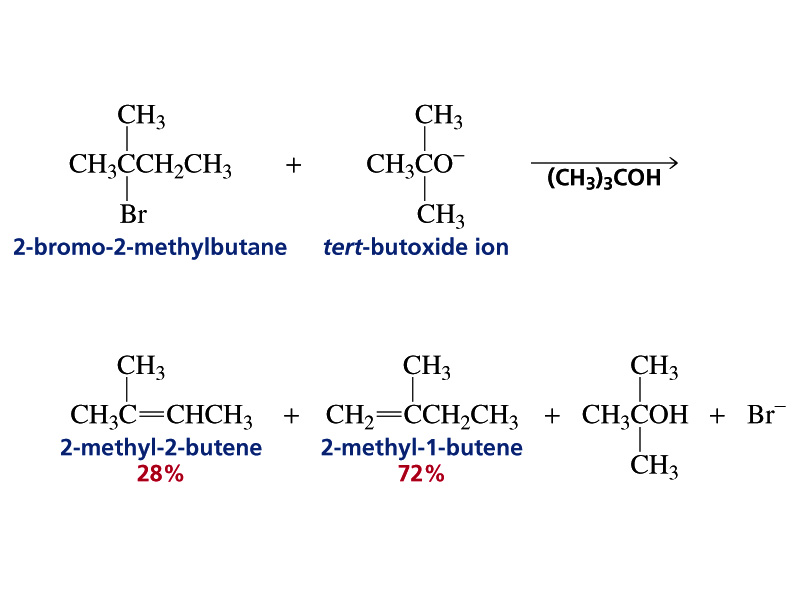 CH₃ CH₃
CH₃CCH₂CH₃ + CH₃CO⁻ (CH₃)₃COH
Br CH₃
2-bromo-2-methylbutane tert-butoxide ion
CH₃ CH₃ CH₃
CH₃C=CHCH₃ + CH₂=CCH₂CH₃ + CH₃COH + Br⁻
2-methyl-2-butene 2-methyl-1-butene
CH₃
28% 72%